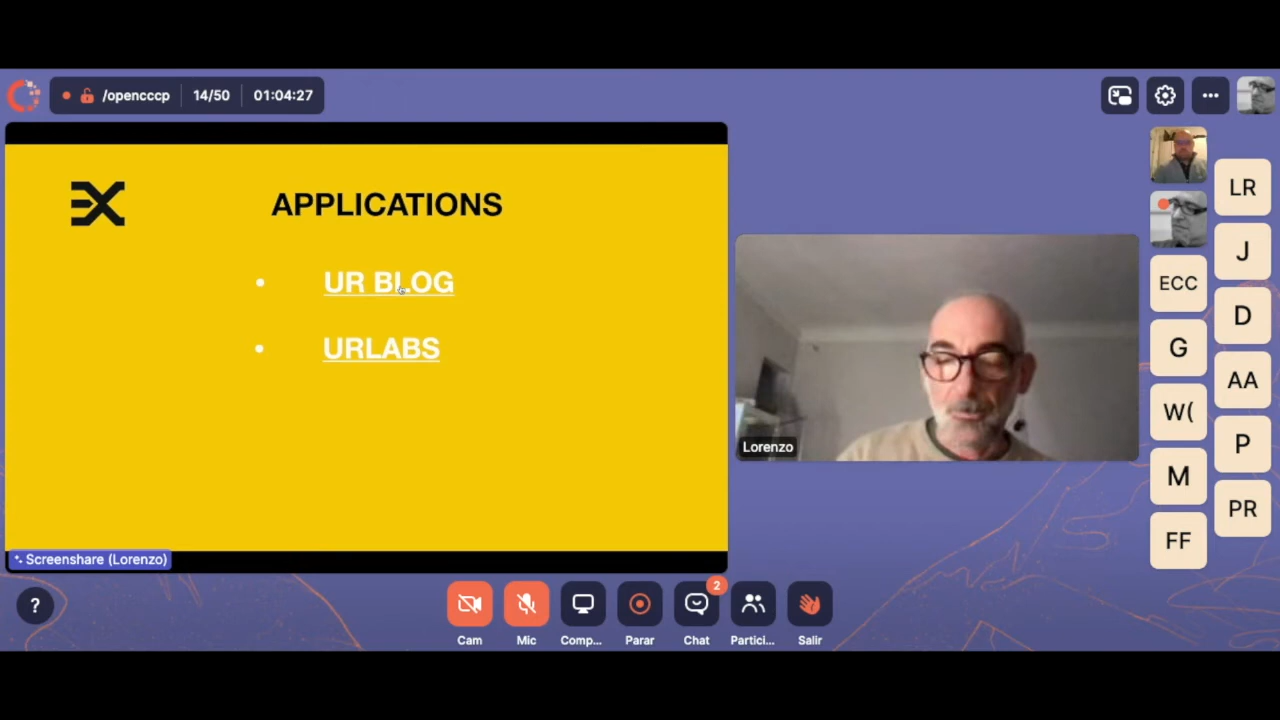 /opencccp 14/50 01:04:27
APPLICATIONS
• UR BLOG
• URLABS
Screenshare (Lorenzo)
Lorenzo
ECC
G
W(
M
FF
LR
J
D
AA
P
PR
?
2
Cam Mic Comp... Parar Chat Partici... Salir